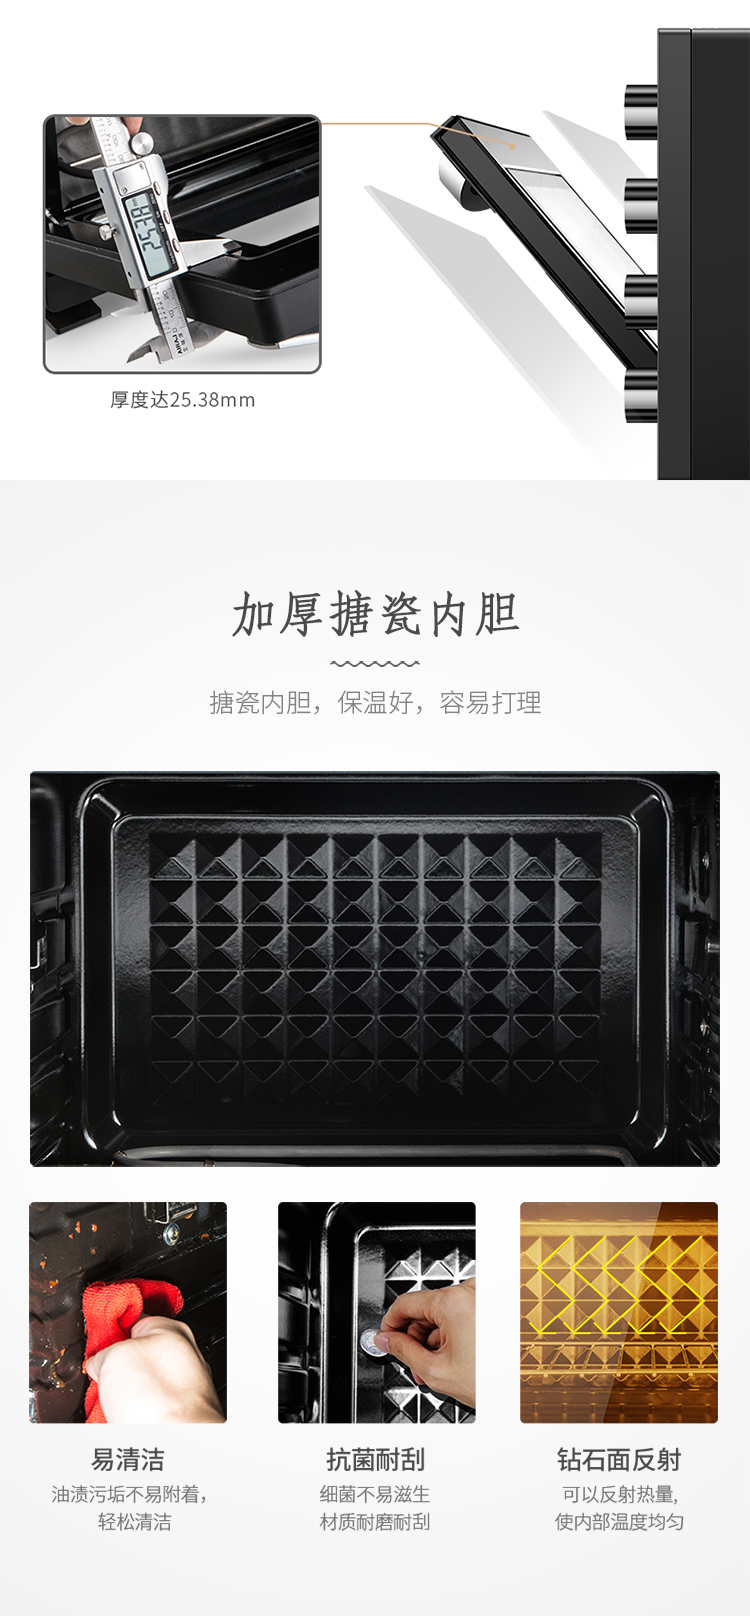 25.38
厚度达25.38mm
加厚搪瓷内胆
搪瓷内胆，保温好，容易打理
易清洁
油渍污垢不易附着，
轻松清洁
抗菌耐刮
细菌不易滋生
材质耐磨耐刮
钻石面反射
可以反射热量,
使内部温度均匀